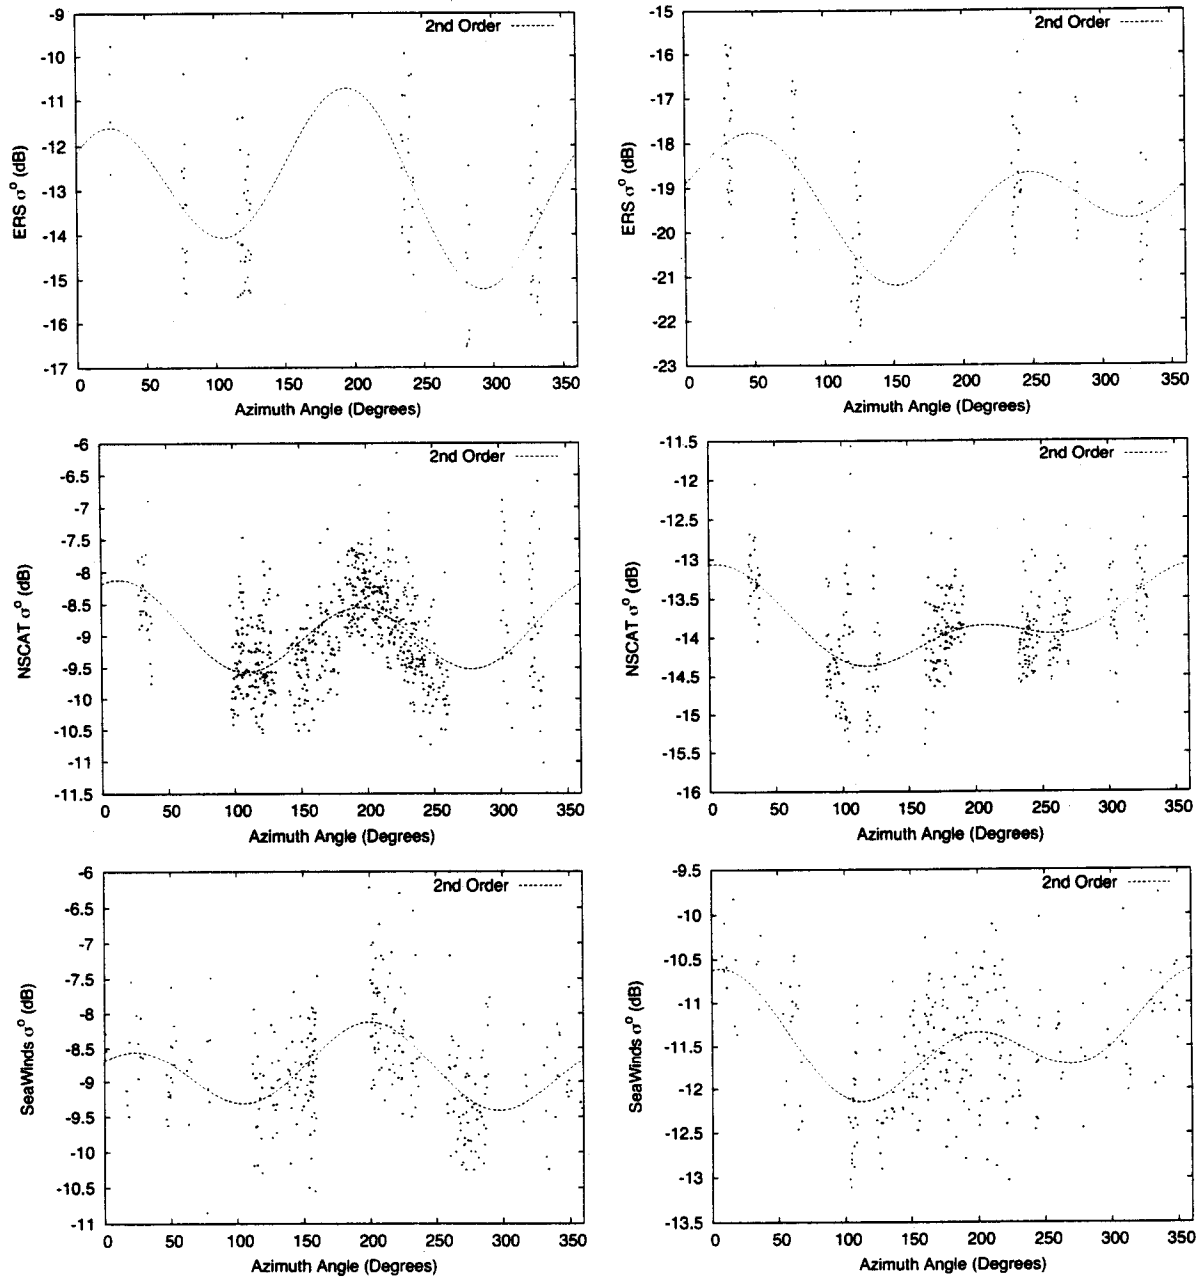 2nd Order
-9
-10
-11
-12
-13
-14
-15
-16
-17
ERS σ° (dB)
0 50 100 150 200 250 300 350
Azimuth Angle (Degrees)
2nd Order
-15
-16
-17
-18
-19
-20
-21
-22
-23
ERS σ° (dB)
0 50 100 150 200 250 300 350
Azimuth Angle (Degrees)
2nd Order
-6
-6.5
-7
-7.5
-8
-8.5
-9
-9.5
-10
-10.5
-11
-11.5
NSCAT σ° (dB)
0 50 100 150 200 250 300 350
Azimuth Angle (Degrees)
2nd Order
-11.5
-12
-12.5
-13
-13.5
-14
-14.5
-15
-15.5
-16
NSCAT σ° (dB)
0 50 100 150 200 250 300 350
Azimuth Angle (Degrees)
2nd Order
-6
-6.5
-7
-7.5
-8
-8.5
-9
-9.5
-10
-10.5
-11
SeaWinds σ° (dB)
0 50 100 150 200 250 300 350
Azimuth Angle (Degrees)
2nd Order
-9.5
-10
-10.5
-11
-11.5
-12
-12.5
-13
-13.5
SeaWinds σ° (dB)
0 50 100 150 200 250 300 350
Azimuth Angle (Degrees)